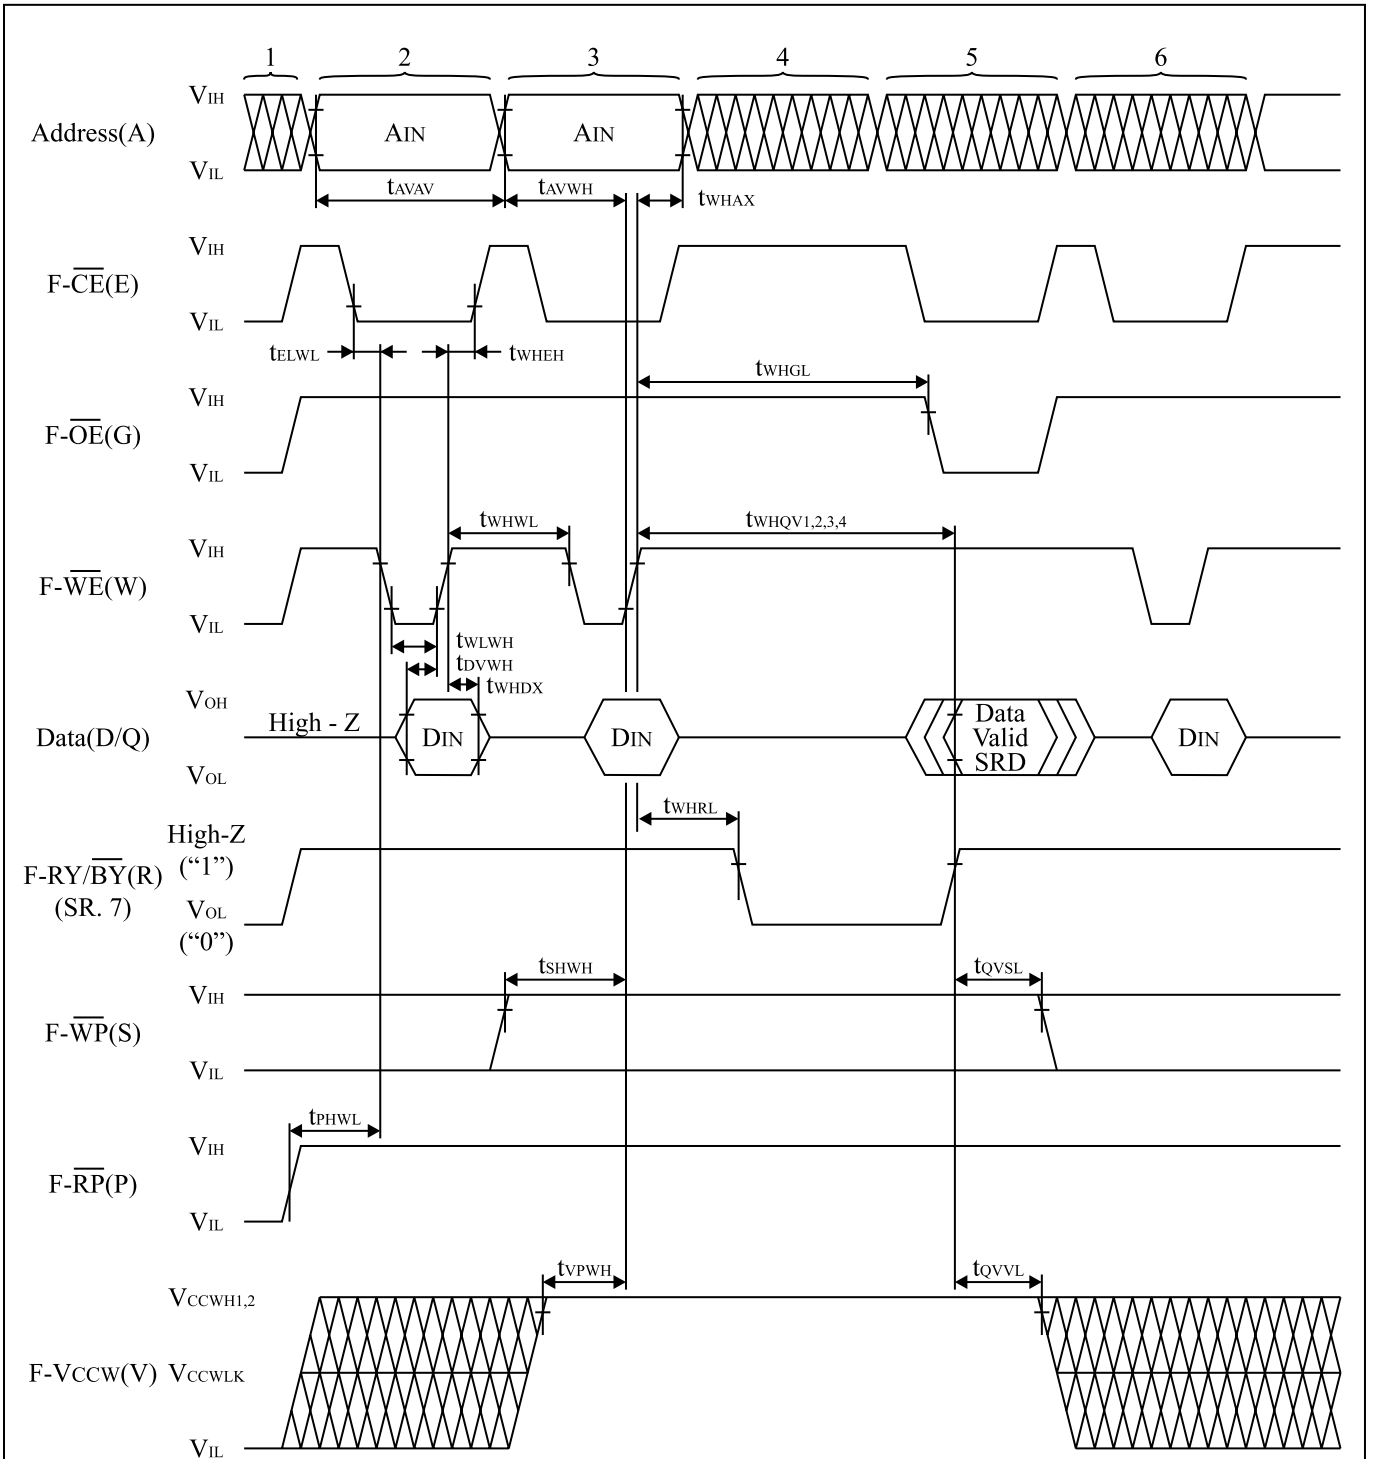 1 2 3 4 5 6
VIH
Address(A) AIN AIN
VIL
tAVAV tAVWH tWHAX
VIH
F-CE(E)
VIL
tELWL tWHEH
tWHGL
VIH
F-OE(G)
VIL
tWHWL tWHQV1,2,3,4
VIH
F-WE(W)
VIL
tWLWH
tDVWH
tWHDX
VOH
High - Z
Data(D/Q) DIN DIN Data Valid SRD DIN
VOL
tWHRL
High-Z
(“1”)
F-RY/BY(R)
(SR. 7)
VOL
(“0”)
tSHWH tQVSL
VIH
F-WP(S)
VIL
tPHWL
VIH
F-RP(P)
VIL
tVPWH tQVVL
VCCWH1,2
F-VCCW(V) VCCWLK
VIL